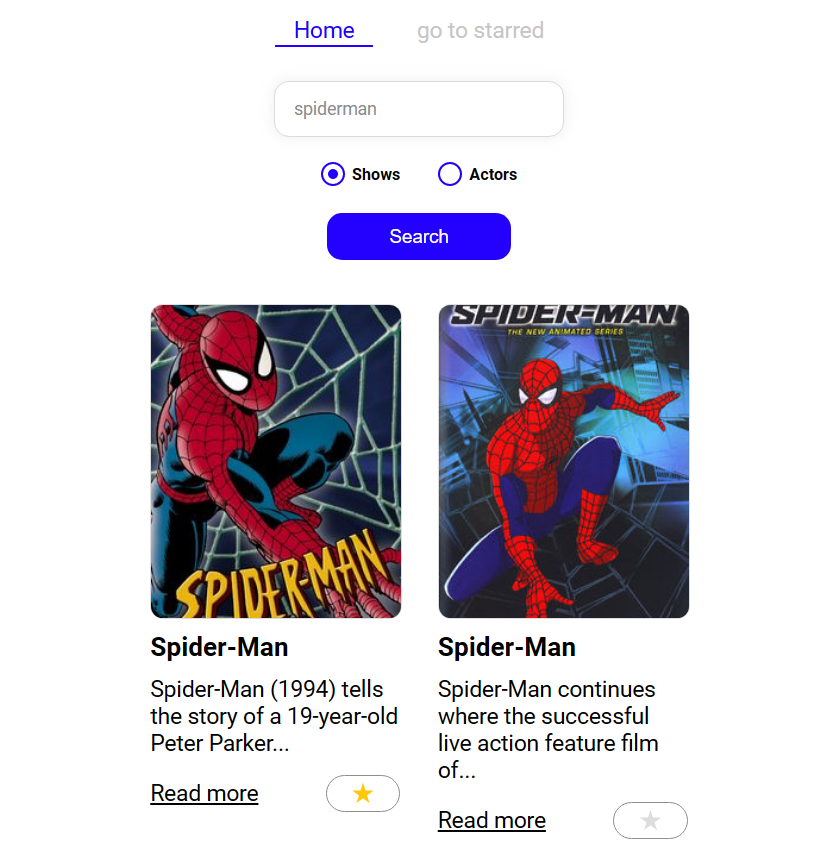 Home
go to starred
spiderman
Shows
Actors
Search
SPIDER-MAN
SPIDER-MAN
THE NEW ANIMATED SERIES
Spider-Man
Spider-Man (1994) tells
the story of a 19-year-old
Peter Parker...
Read more
Spider-Man
Spider-Man continues
where the successful
live action feature film
of...
Read more